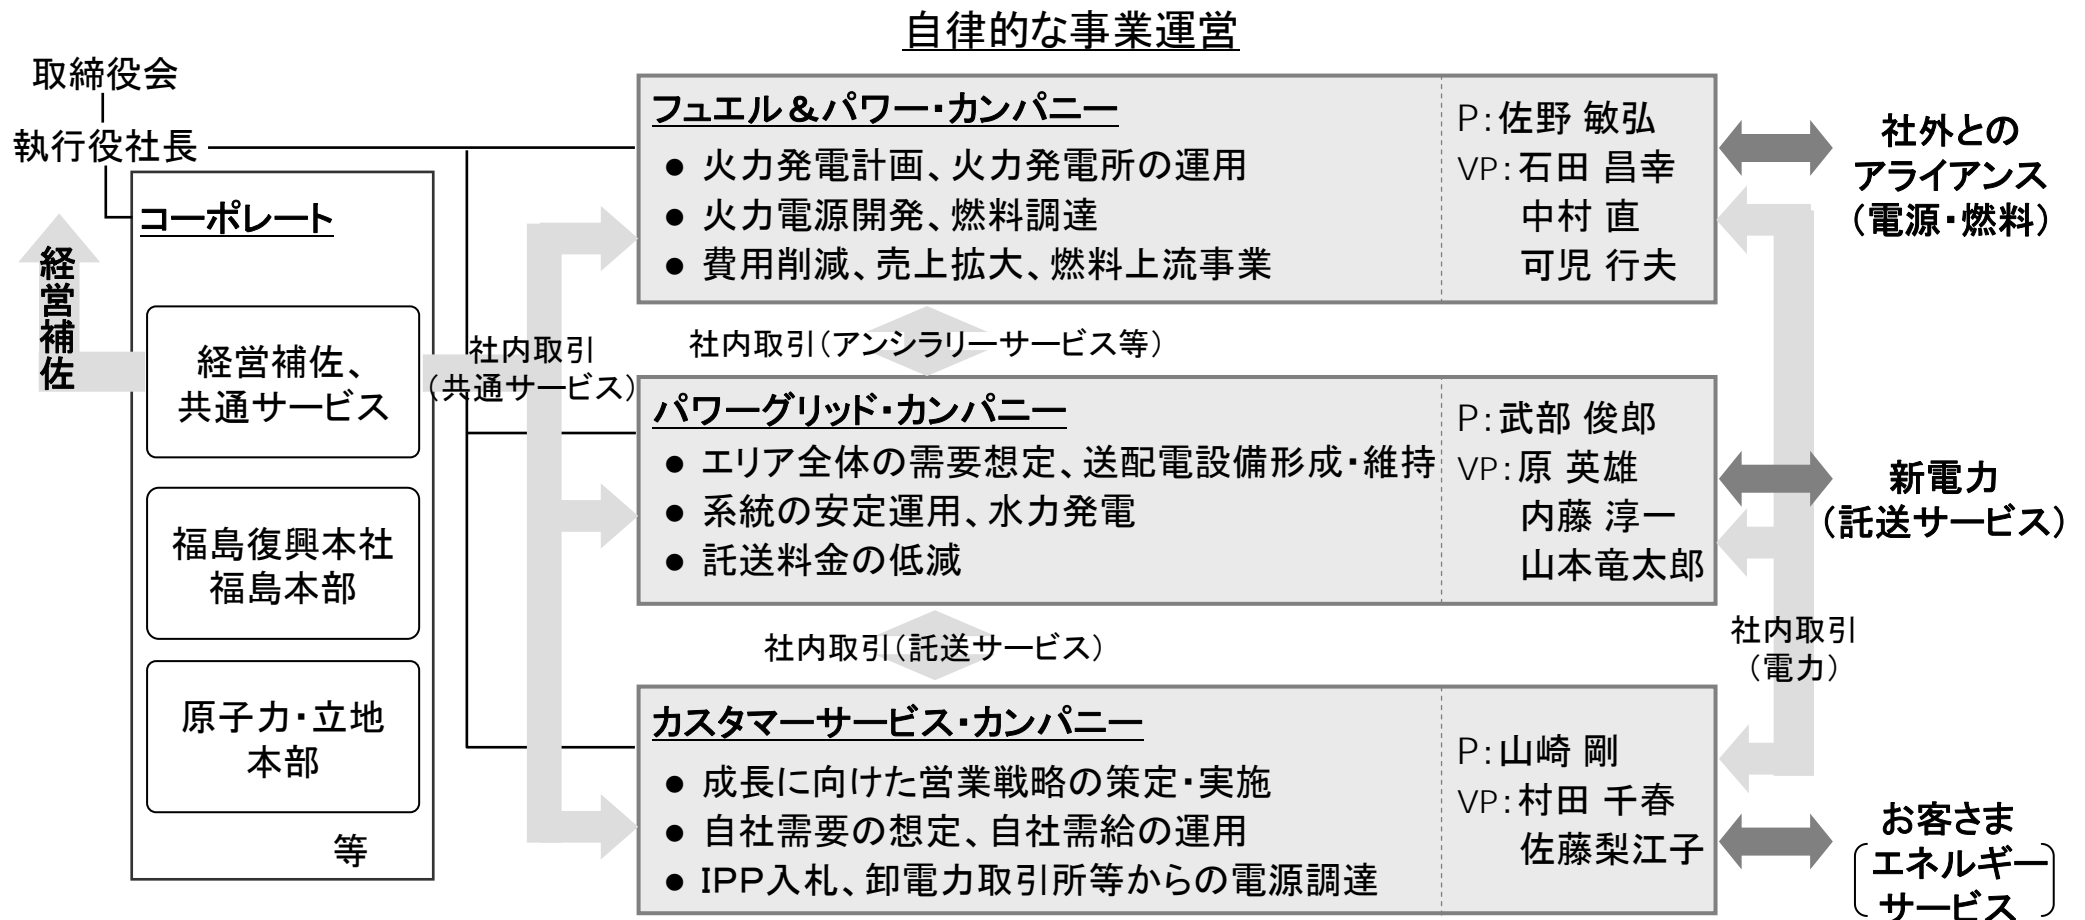 自律的な事業運営
取締役会
執行役社長
コーポレート
経営補佐
経営補佐、
共通サービス
福島復興本社
福島本部
原子力・立地
本部
等
社内取引
(共通サービス)
フュエル&パワー・カンパニー
● 火力発電計画、火力発電所の運用
● 火力電源開発、燃料調達
● 費用削減、売上拡大、燃料上流事業
P:佐野 敏弘
VP:石田 昌幸
中村 直
可児 行夫
社外との
アライアンス
(電源・燃料)
社内取引(アンシラリーサービス等)
パワーグリッド・カンパニー
● エリア全体の需要想定、送配電設備形成・維持
● 系統の安定運用、水力発電
● 託送料金の低減
P:武部 俊郎
VP:原 英雄
内藤 淳一
山本竜太郎
新電力
(託送サービス)
社内取引(託送サービス)
社内取引
(電力)
カスタマーサービス・カンパニー
● 成長に向けた営業戦略の策定・実施
● 自社需要の想定、自社需給の運用
● IPP入札、卸電力取引所等からの電源調達
P:山崎 剛
VP:村田 千春
佐藤梨江子
お客さま
エネルギー
サービス